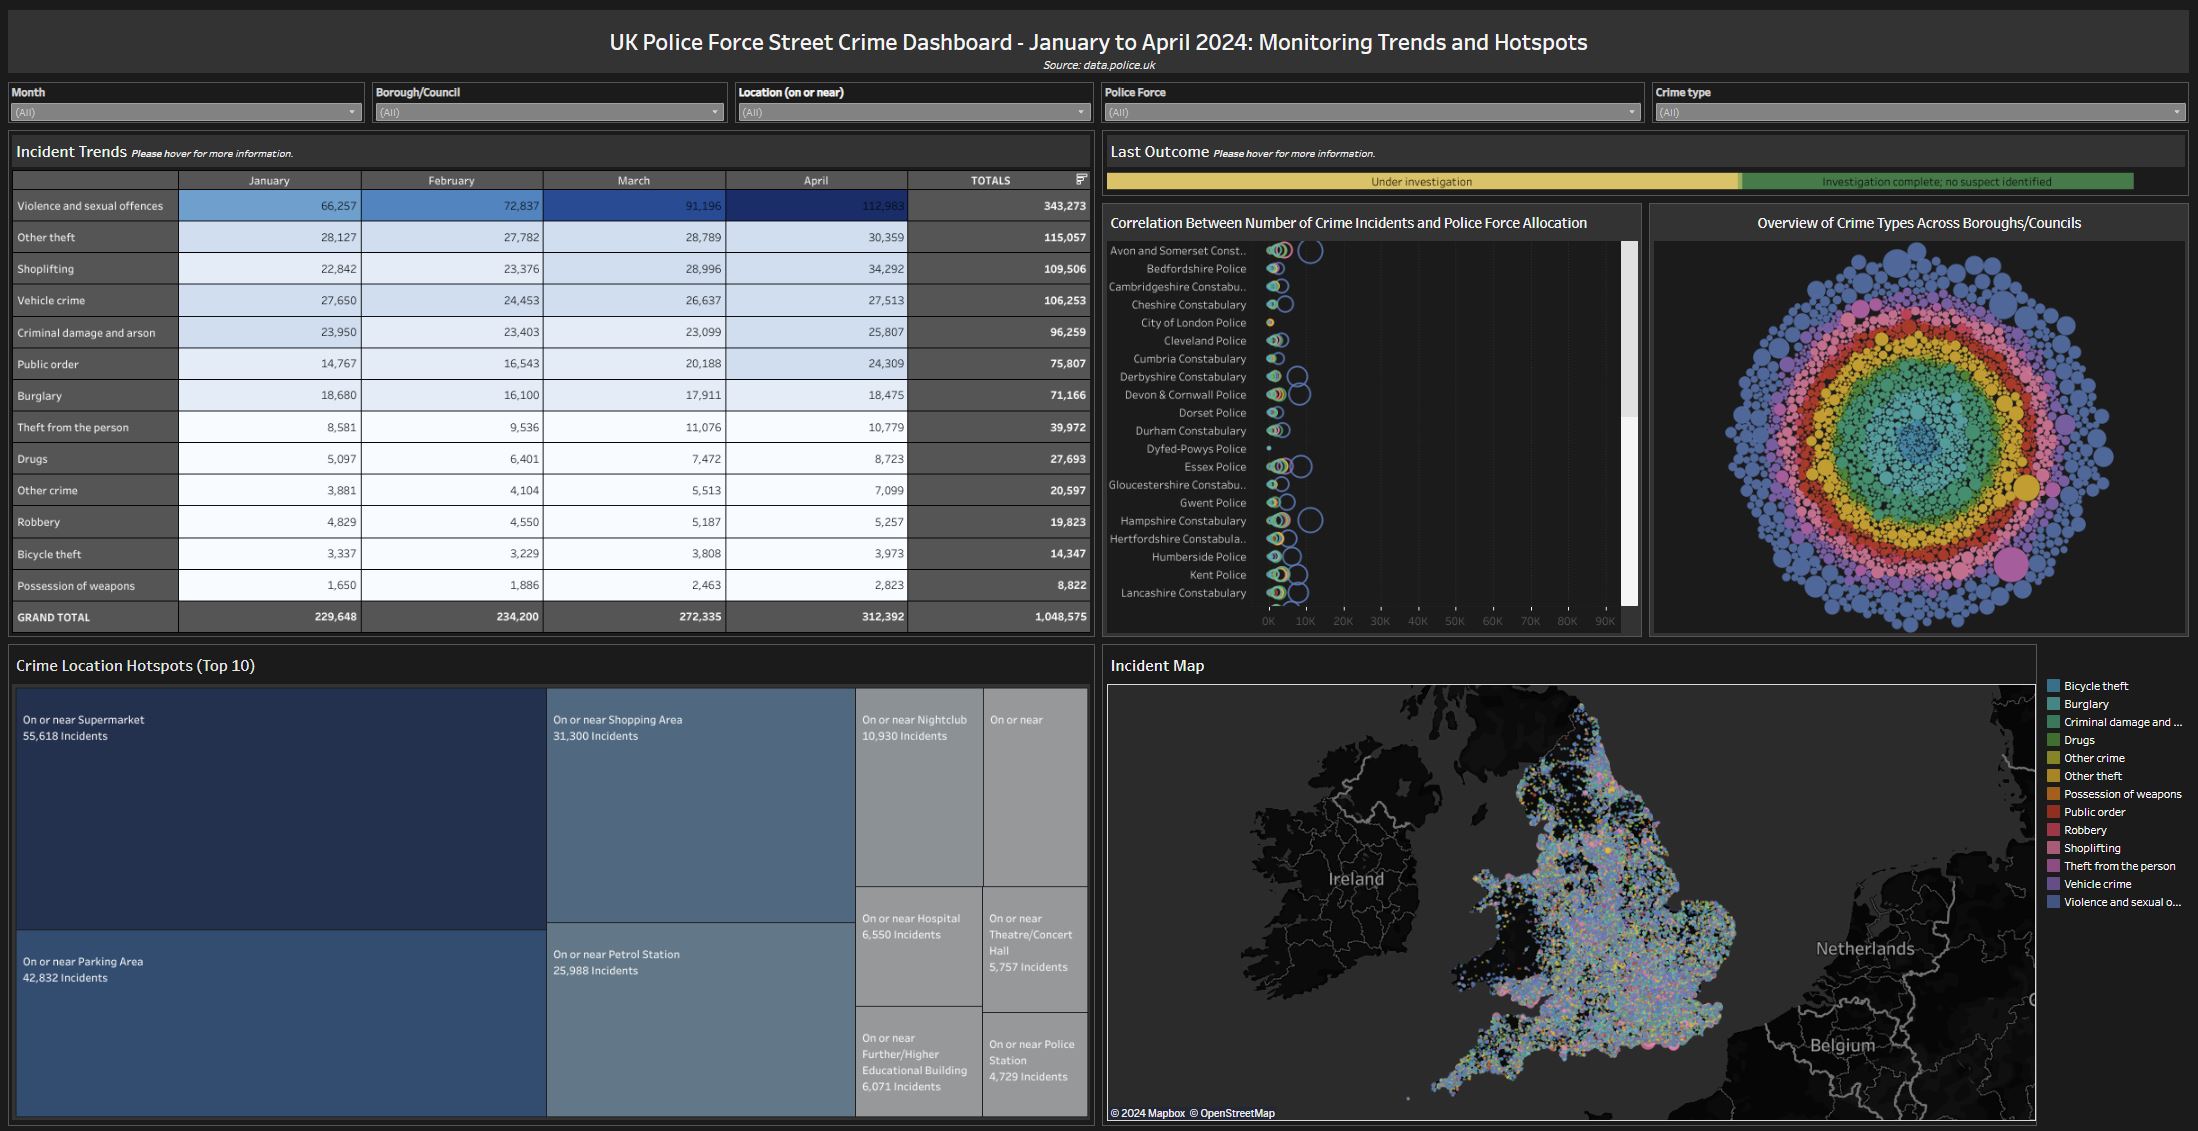 UK Police Force Street Crime Dashboard - January to April 2024: Monitoring Trends and Hotspots
Source: data.police.uk
Month
(All)
Borough/Council
(All)
Location (on or near)
(All)
Police Force
(All)
Crime type
(All)
Incident Trends Please hover for more information.
January February March April TOTALS
Violence and sexual offences 66,257 72,837 91,196 112,983 343,273
Other theft 28,127 27,782 28,789 30,359 115,057
Shoplifting 22,842 23,376 28,996 34,292 109,506
Vehicle crime 27,650 24,453 26,637 27,513 106,253
Criminal damage and arson 23,950 23,403 23,099 25,807 96,259
Public order 14,767 16,543 20,188 24,309 75,807
Burglary 18,680 16,100 17,911 18,475 71,166
Theft from the person 8,581 9,536 11,076 10,779 39,972
Drugs 5,097 6,401 7,472 8,723 27,693
Other crime 3,881 4,104 5,513 7,099 20,597
Robbery 4,829 4,550 5,187 5,257 19,823
Bicycle theft 3,337 3,229 3,808 3,973 14,347
Possession of weapons 1,650 1,886 2,463 2,823 8,822
GRAND TOTAL 229,648 234,200 272,335 312,392 1,048,575
Last Outcome Please hover for more information.
Under investigation Investigation complete; no suspect identified
Correlation Between Number of Crime Incidents and Police Force Allocation
Avon and Somerset Const..
Bedfordshire Police
Cambridgeshire Constabu..
Cheshire Constabulary
City of London Police
Cleveland Police
Cumbria Constabulary
Derbyshire Constabulary
Devon & Cornwall Police
Dorset Police
Durham Constabulary
Dyfed-Powys Police
Essex Police
Gloucestershire Constabu..
Gwent Police
Hampshire Constabulary
Hertfordshire Constabula..
Humberside Police
Kent Police
Lancashire Constabulary
0K 10K 20K 30K 40K 50K 60K 70K 80K 90K
Overview of Crime Types Across Boroughs/Councils
Crime Location Hotspots (Top 10)
On or near Supermarket
55,618 Incidents
On or near Parking Area
42,832 Incidents
On or near Shopping Area
31,300 Incidents
On or near Petrol Station
25,988 Incidents
On or near Nightclub
10,930 Incidents
On or near
On or near Hospital
6,550 Incidents
On or near
Theatre/Concert
Hall
5,757 Incidents
On or near
Further/Higher
Educational Building
6,071 Incidents
On or near Police
Station
4,729 Incidents
Incident Map
Ireland
Netherlands
Belgium
© 2024 Mapbox © OpenStreetMap
Bicycle theft
Burglary
Criminal damage and ...
Drugs
Other crime
Other theft
Possession of weapons
Public order
Robbery
Shoplifting
Theft from the person
Vehicle crime
Violence and sexual o...